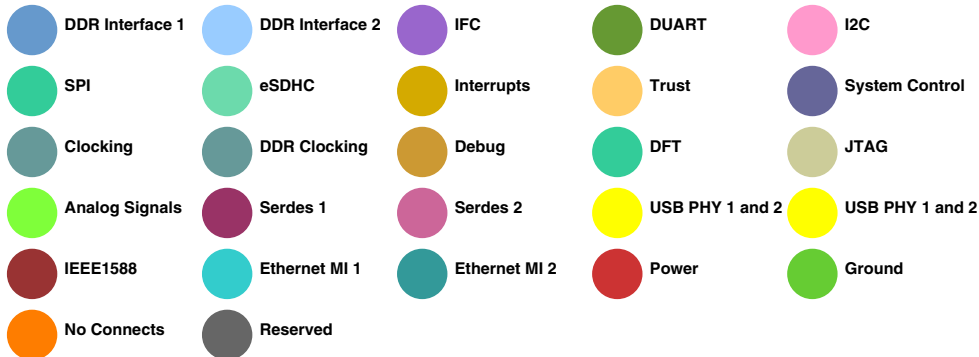 DDR Interface 1
DDR Interface 2
IFC
DUART
I2C
SPI
eSDHC
Interrupts
Trust
System Control
Clocking
DDR Clocking
Debug
DFT
JTAG
Analog Signals
Serdes 1
Serdes 2
USB PHY 1 and 2
USB PHY 1 and 2
IEEE1588
Ethernet MI 1
Ethernet MI 2
Power
Ground
No Connects
Reserved